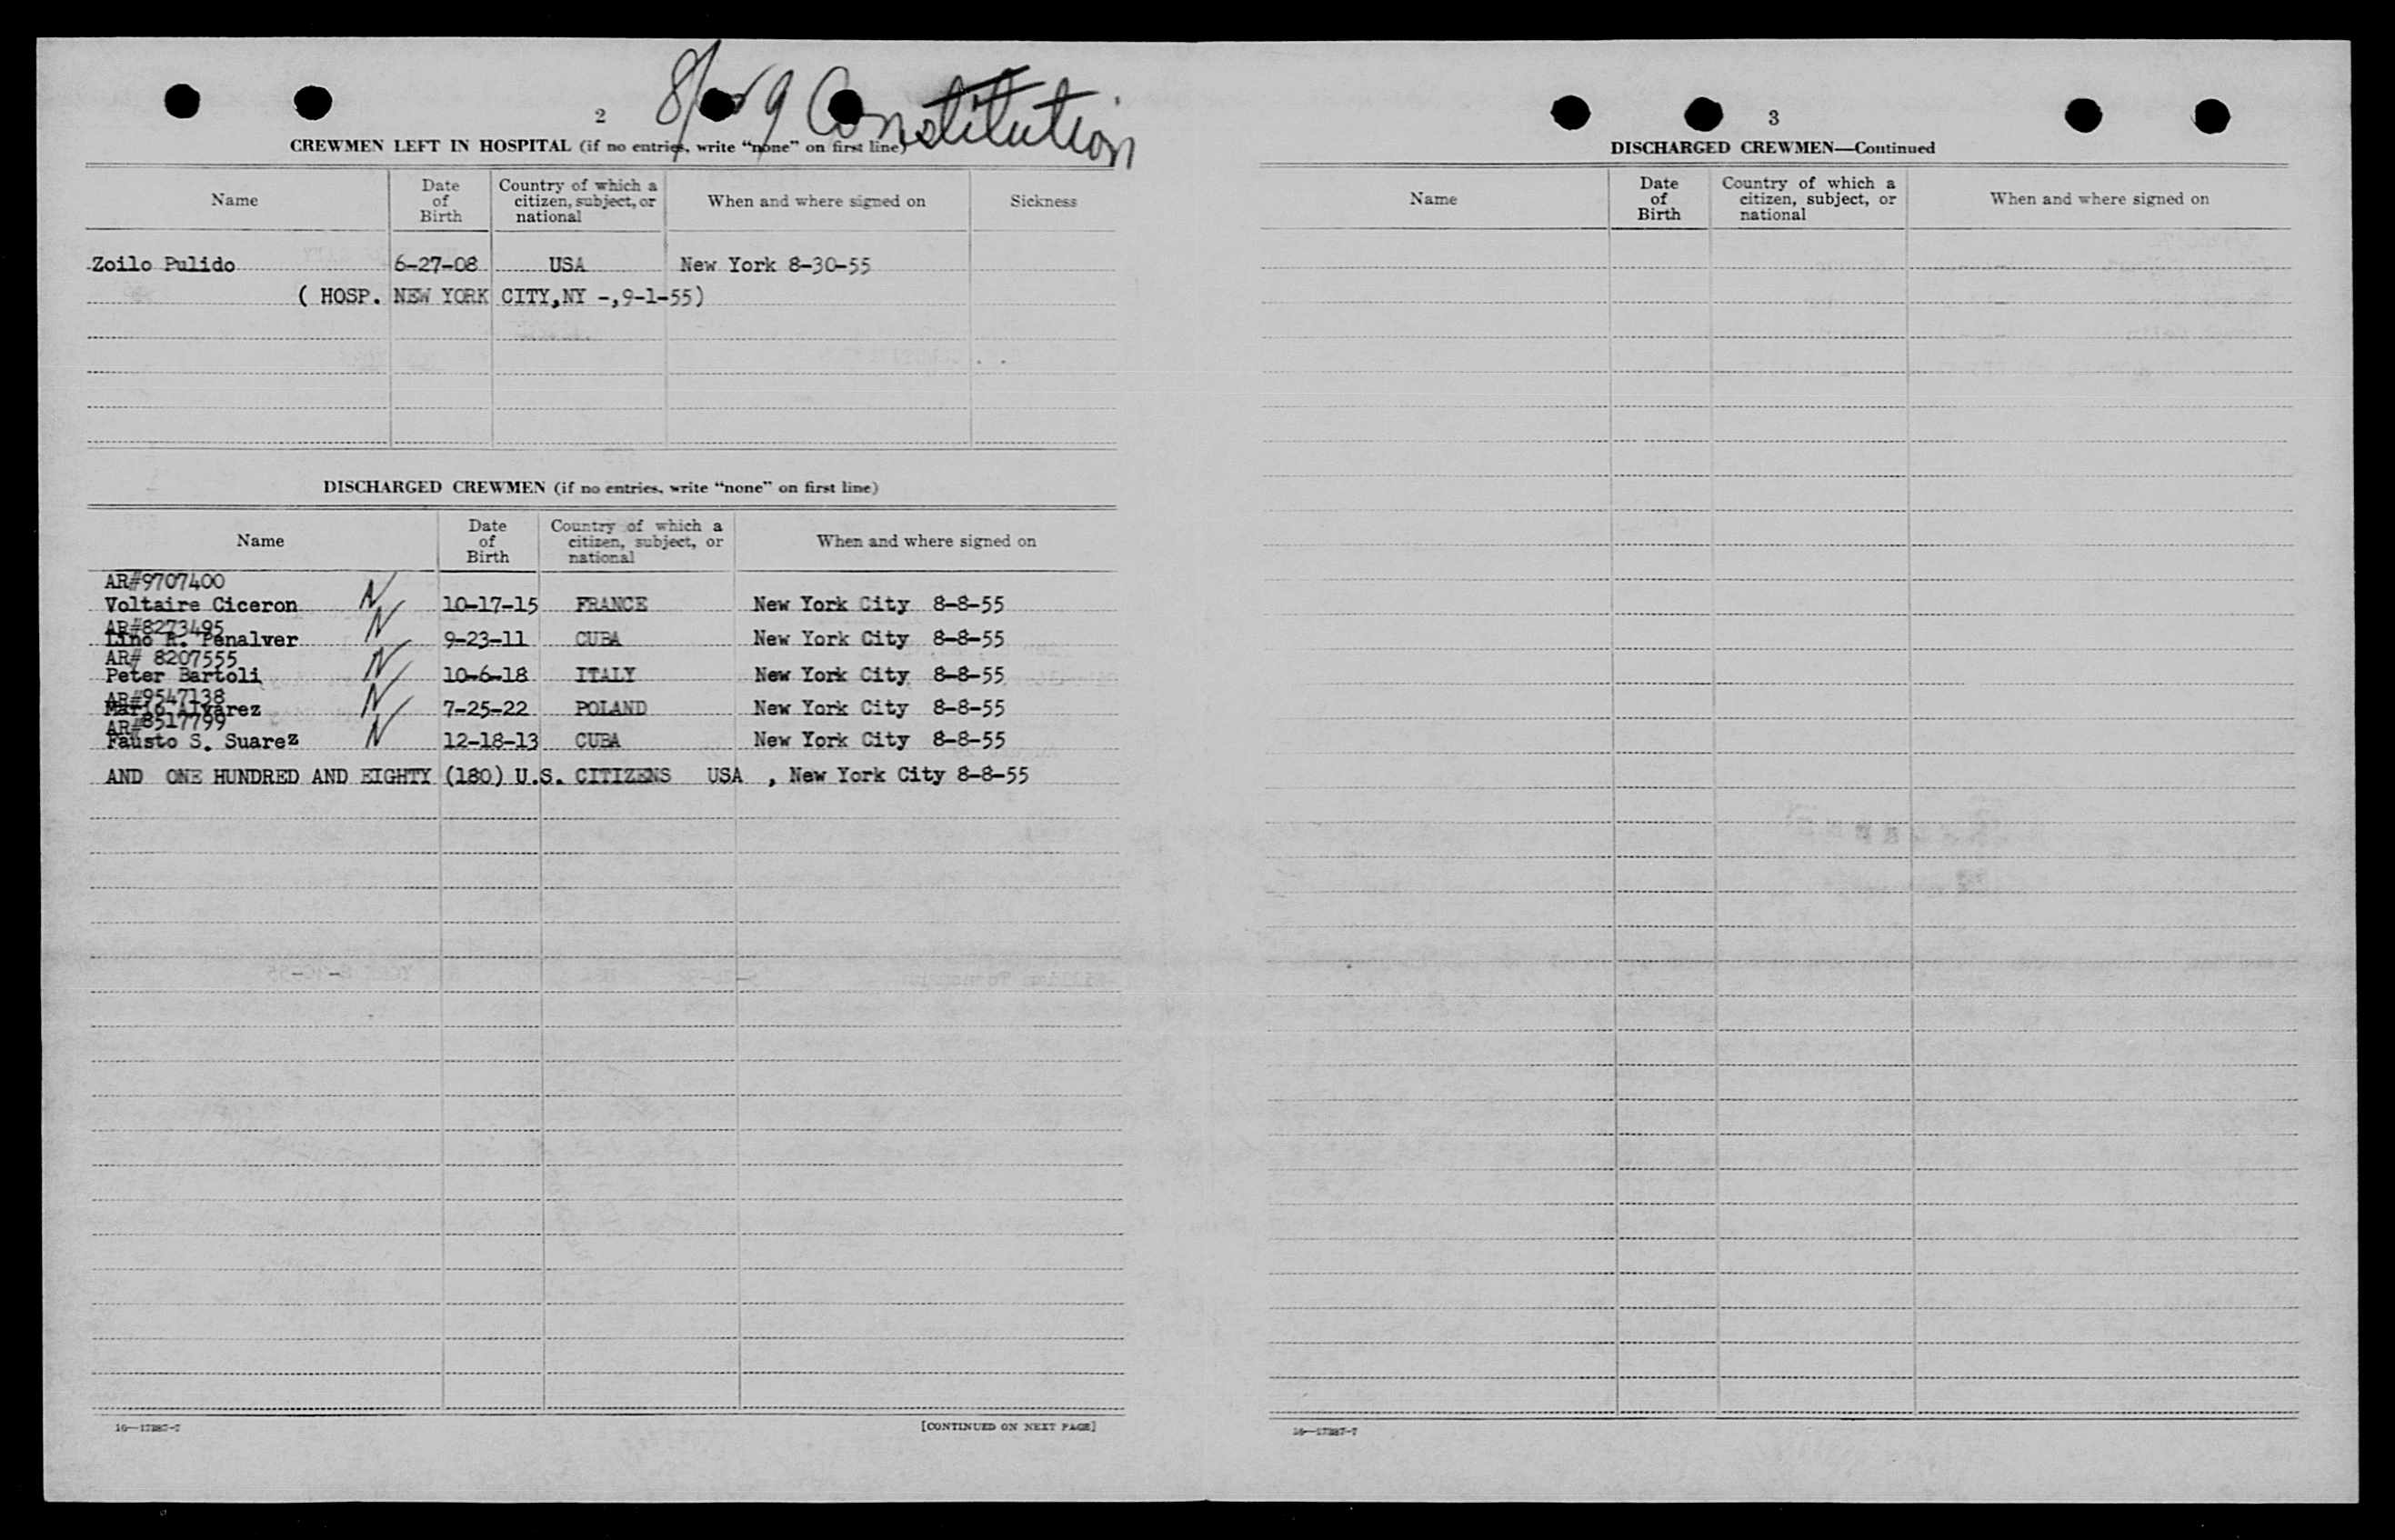 2
Constitution
CREWMEN LEFT IN HOSPITAL (if no entries, write "none" on first line)
Name
Date of Birth
Country of which a citizen, subject, or national
When and where signed on
Sickness
Zoilo Pulido 6-27-08 USA New York 8-30-55
( HOSP. NEW YORK CITY,NY -,9-1-55)
DISCHARGED CREWMEN (if no entries, write "none" on first line)
Name
Date of Birth
Country of which a citizen, subject, or national
When and where signed on
AR#9707400
Voltaire Ciceron N 10-17-15 FRANCE New York City 8-8-55
AR#8273495
Lino R. Penalver N 9-23-11 CUBA New York City 8-8-55
AR# 8207555
Peter Bartoli N 10-6-18 ITALY New York City 8-8-55
AR#9547138
Mario Alvarez N 7-25-22 POLAND New York City 8-8-55
AR#8517799
Fausto S. Suarez N 12-18-13 CUBA New York City 8-8-55
AND ONE HUNDRED AND EIGHTY (180) U.S. CITIZENS USA , New York City 8-8-55
16—17287-7
[CONTINUED ON NEXT PAGE]
3
DISCHARGED CREWMEN—Continued
Name
Date of Birth
Country of which a citizen, subject, or national
When and where signed on
16—17287-7